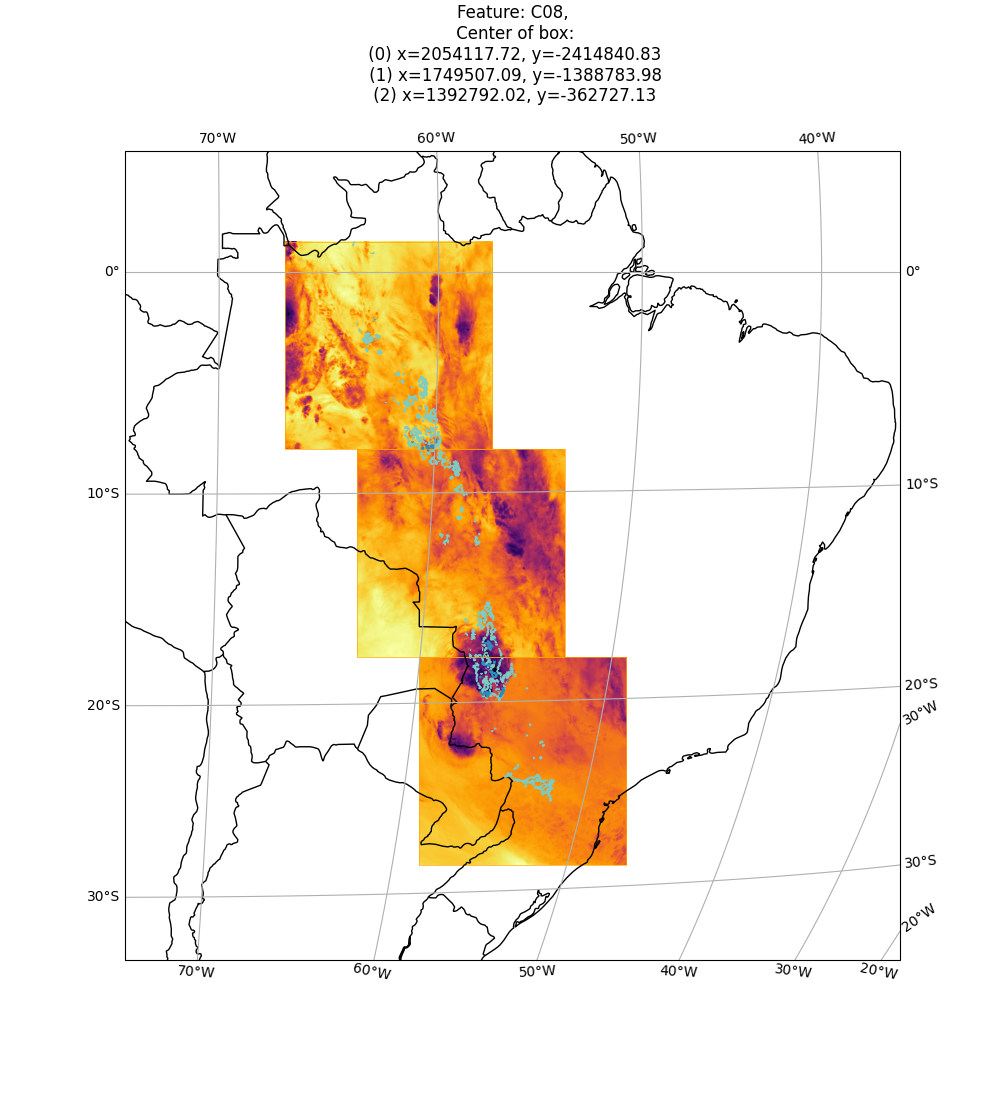 Feature: C08,
Center of box:
(0) x=2054117.72, y=-2414840.83
(1) x=1749507.09, y=-1388783.98
(2) x=1392792.02, y=-362727.13
70°W 60°W 50°W 40°W
0° 0°
10°S 10°S
20°S 20°S
30°W
30°S 30°S
20°W
70°W 60°W 50°W 40°W 30°W 20°W